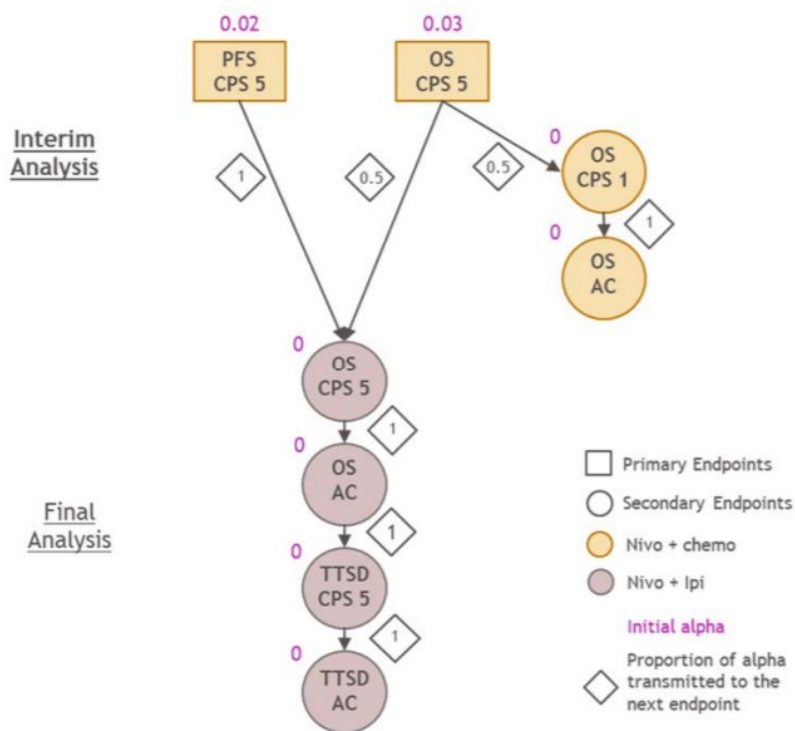 0.02
0.03
PFS
CPS 5
OS
CPS 5
Interim
Analysis
0
1
0.5
0.5
OS
CPS 1
1
0
OS
AC
0
OS
CPS 5
1
0
OS
AC
Final
Analysis
1
0
TTSD
CPS 5
1
0
TTSD
AC
Primary Endpoints
Secondary Endpoints
Nivo + chemo
Nivo + Ipi
Initial alpha
Proportion of alpha
transmitted to the
next endpoint